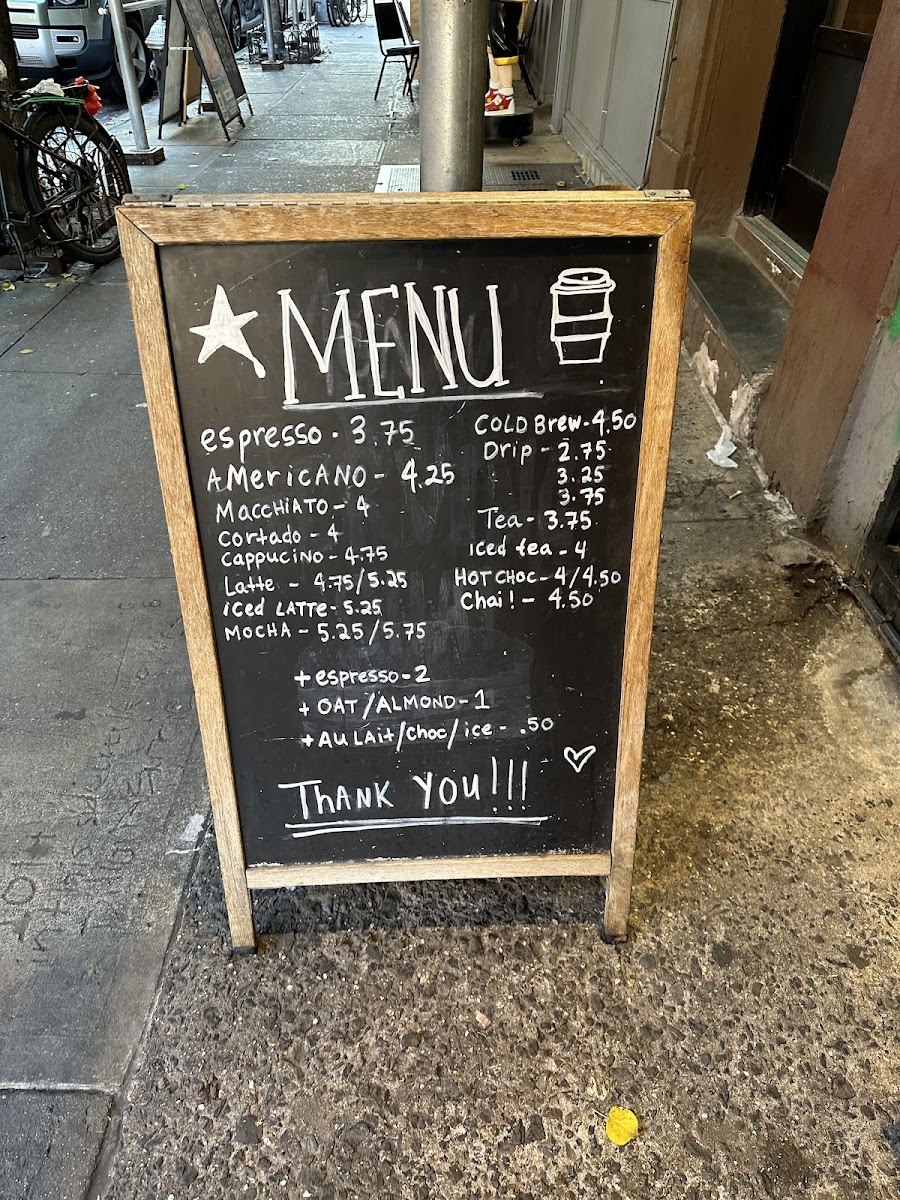 MENU
espresso - 3.75
AMericANO - 4.25
MaccHiATO - 4
cortado - 4
cappucino - 4.75
Latte - 4.75/5.25
iced LATTe - 5.25
MOCHA - 5.25/5.75
COLD Brew - 4.50
Drip - 2.75
3.25
3.75
Tea - 3.75
iced tea - 4
HOT CHOC - 4/4.50
Chai! - 4.50
+ espresso - 2
+ OAT/ALMOND - 1
+ AU LAit/choc/ice - .50
THANK YOU!!!